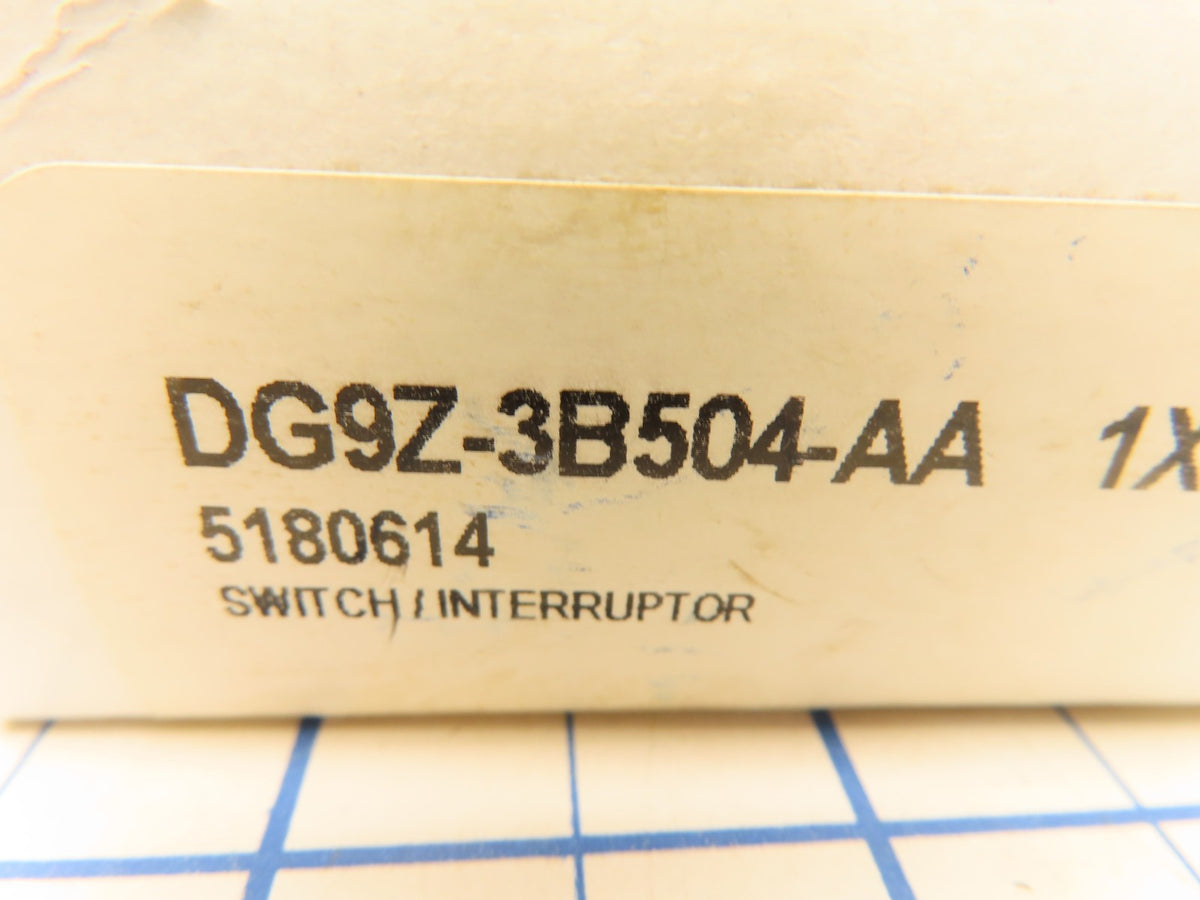 DG9Z-3B504-AA 1X
5180614
SWITCH / INTERRUPTOR